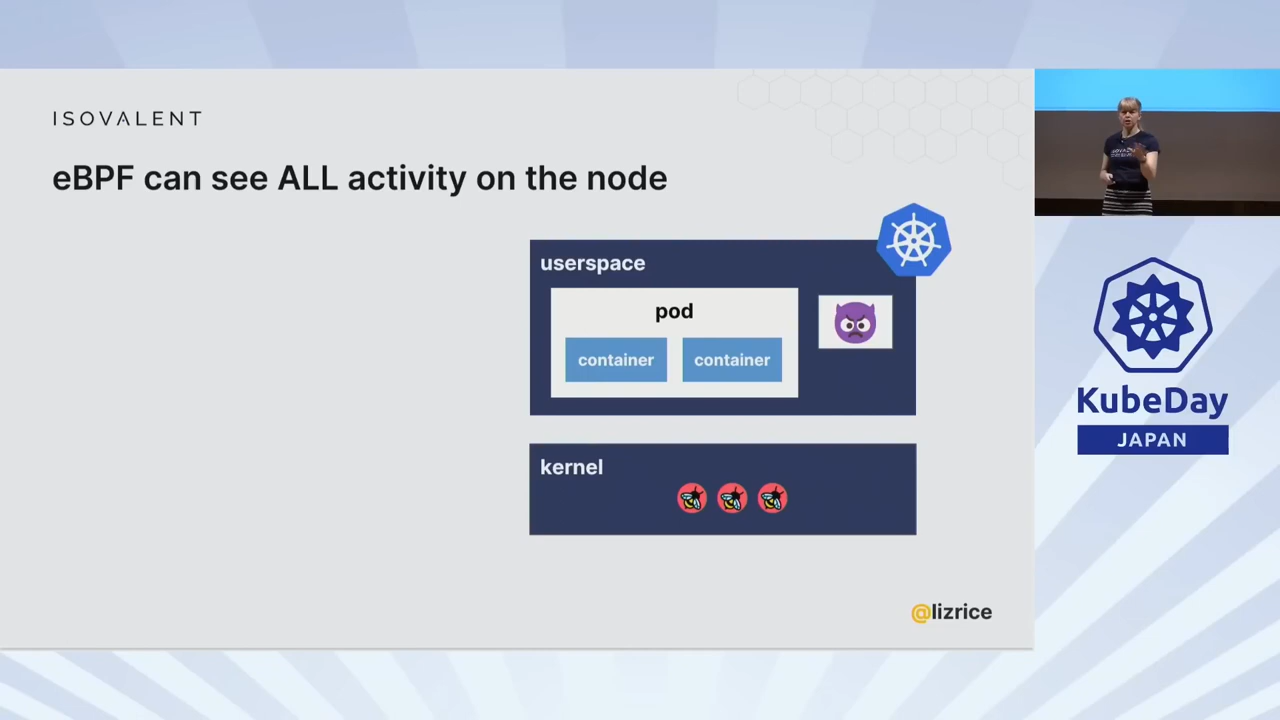 ISOVALENT
eBPF can see ALL activity on the node
userspace
pod
container
container
kernel
@lizrice
KubeDay
JAPAN